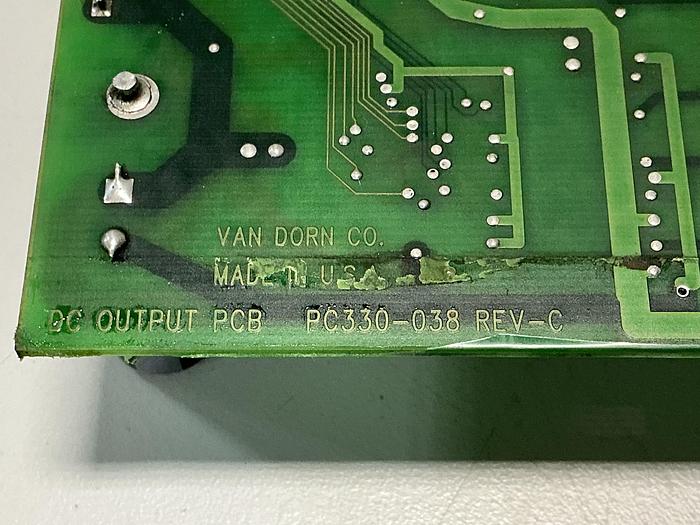 VAN DORN CO.
MADE IN U.S.A.
DC OUTPUT PCB PC330-038 REV-C